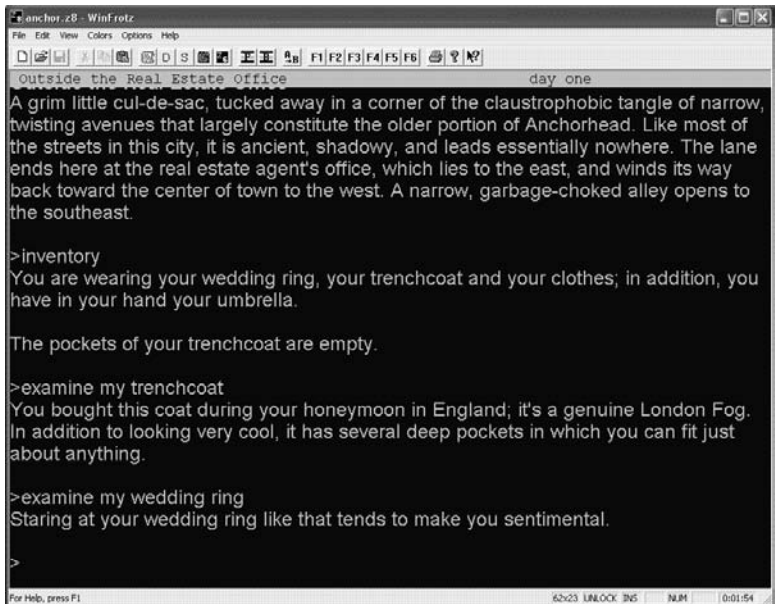 anchor.z8 - WinFrotz
File Edit View Colors Options Help
D S F1 F2 F3 F4 F5 F6
Outside the Real Estate Office day one
Outside the Real Estate Office
A grim little cul-de-sac, tucked away in a corner of the claustrophobic tangle of narrow,
twisting avenues that largely constitute the older portion of Anchorhead. Like most of
the streets in this city, it is ancient, shadowy, and leads essentially nowhere. The lane
ends here at the real estate agent's office, which lies to the east, and winds its way
back toward the center of town to the west. A narrow, garbage-choked alley opens to
the southeast.
>inventory
You are wearing your wedding ring, your trenchcoat and your clothes; in addition, you
have in your hand your umbrella.
The pockets of your trenchcoat are empty.
>examine my trenchcoat
You bought this coat during your honeymoon in England; it's a genuine London Fog.
In addition to looking very cool, it has several deep pockets in which you can fit just
about anything.
>examine my wedding ring
Staring at your wedding ring like that tends to make you sentimental.
>
For Help, press F1 62x23 UNLOCK INS NUM 0:01:54